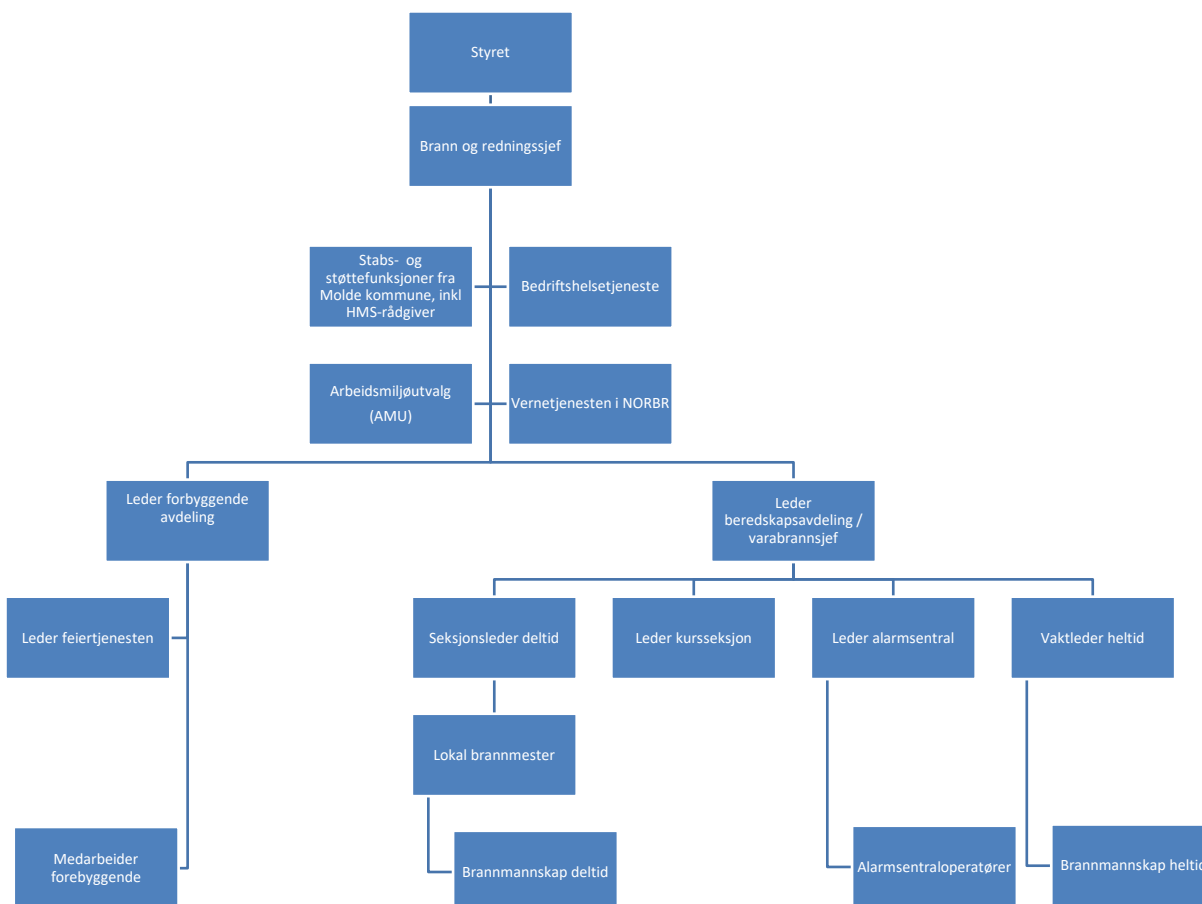 Styret
Brann og redningssjef
Stabs- og
støttefunksjoner fra
Molde kommune, inkl
HMS-rådgiver
Bedriftshelsetjeneste
Arbeidsmiljøutvalg
(AMU)
Vernetjenesten i NORBR
Leder forbyggende
avdeling
Leder
beredskapsavdeling /
varabrannsjef
Leder feiertjenesten
Seksjonsleder deltid
Leder kursseksjon
Leder alarmsentral
Vaktleder heltid
Lokal brannmester
Medarbeider
forebyggende
Brannmannskap deltid
Alarmsentraloperatører
Brannmannskap heltid